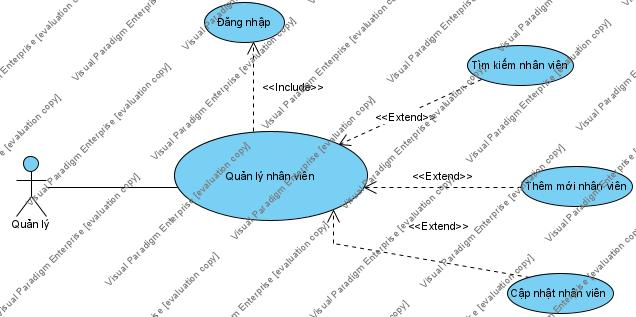 Đăng nhập
Tìm kiếm nhân viên
<<Include>>
<<Extend>>
Quản lý nhân viên
<<Extend>>
Thêm mới nhân viên
Quản lý
<<Extend>>
Cập nhật nhân viên
Visual Paradigm Enterprise [evaluation copy]